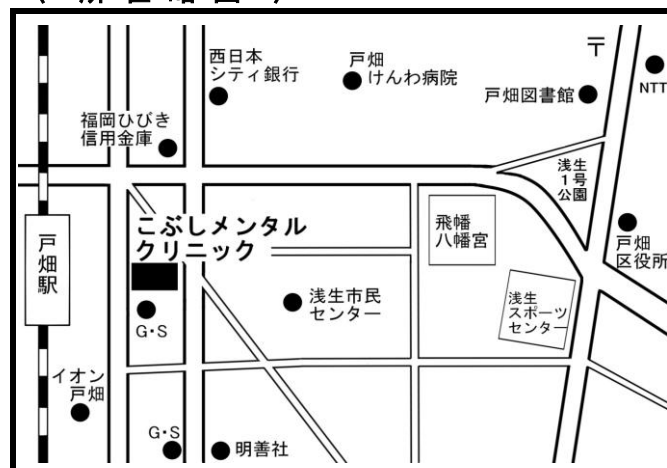 西日本
シティ銀行
戸畑
けんわ病院
〒
戸畑図書館
NTT
福岡ひびき
信用金庫
浅生
1号
公園
こぶしメンタル
クリニック
飛幡
八幡宮
戸畑
区役所
戸畑駅
浅生市民
センター
浅生
スポーツ
センター
G・S
イオン
戸畑
G・S
明善社